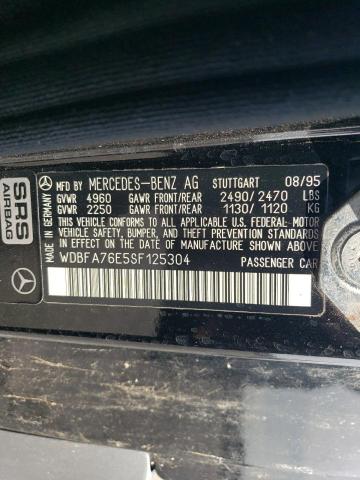 MFD BY MERCEDES-BENZ AG STUTTGART 08/95
GVWR 4960 GAWR FRONT/REAR 2490/2470 LBS
GVWR 2250 GAWR FRONT/REAR 1130/1120 KG
THIS VEHICLE CONFORMS TO ALL APPLICABLE U.S. FEDERAL MOTOR
VEHICLE SAFETY, BUMPER, AND THEFT PREVENTION STANDARDS
IN EFFECT ON THE DATE OF MANUFACTURE SHOWN ABOVE.
WDBFA76E5SF125304 PASSENGER CAR
MADE IN GERMANY
SRS
AIRBAG